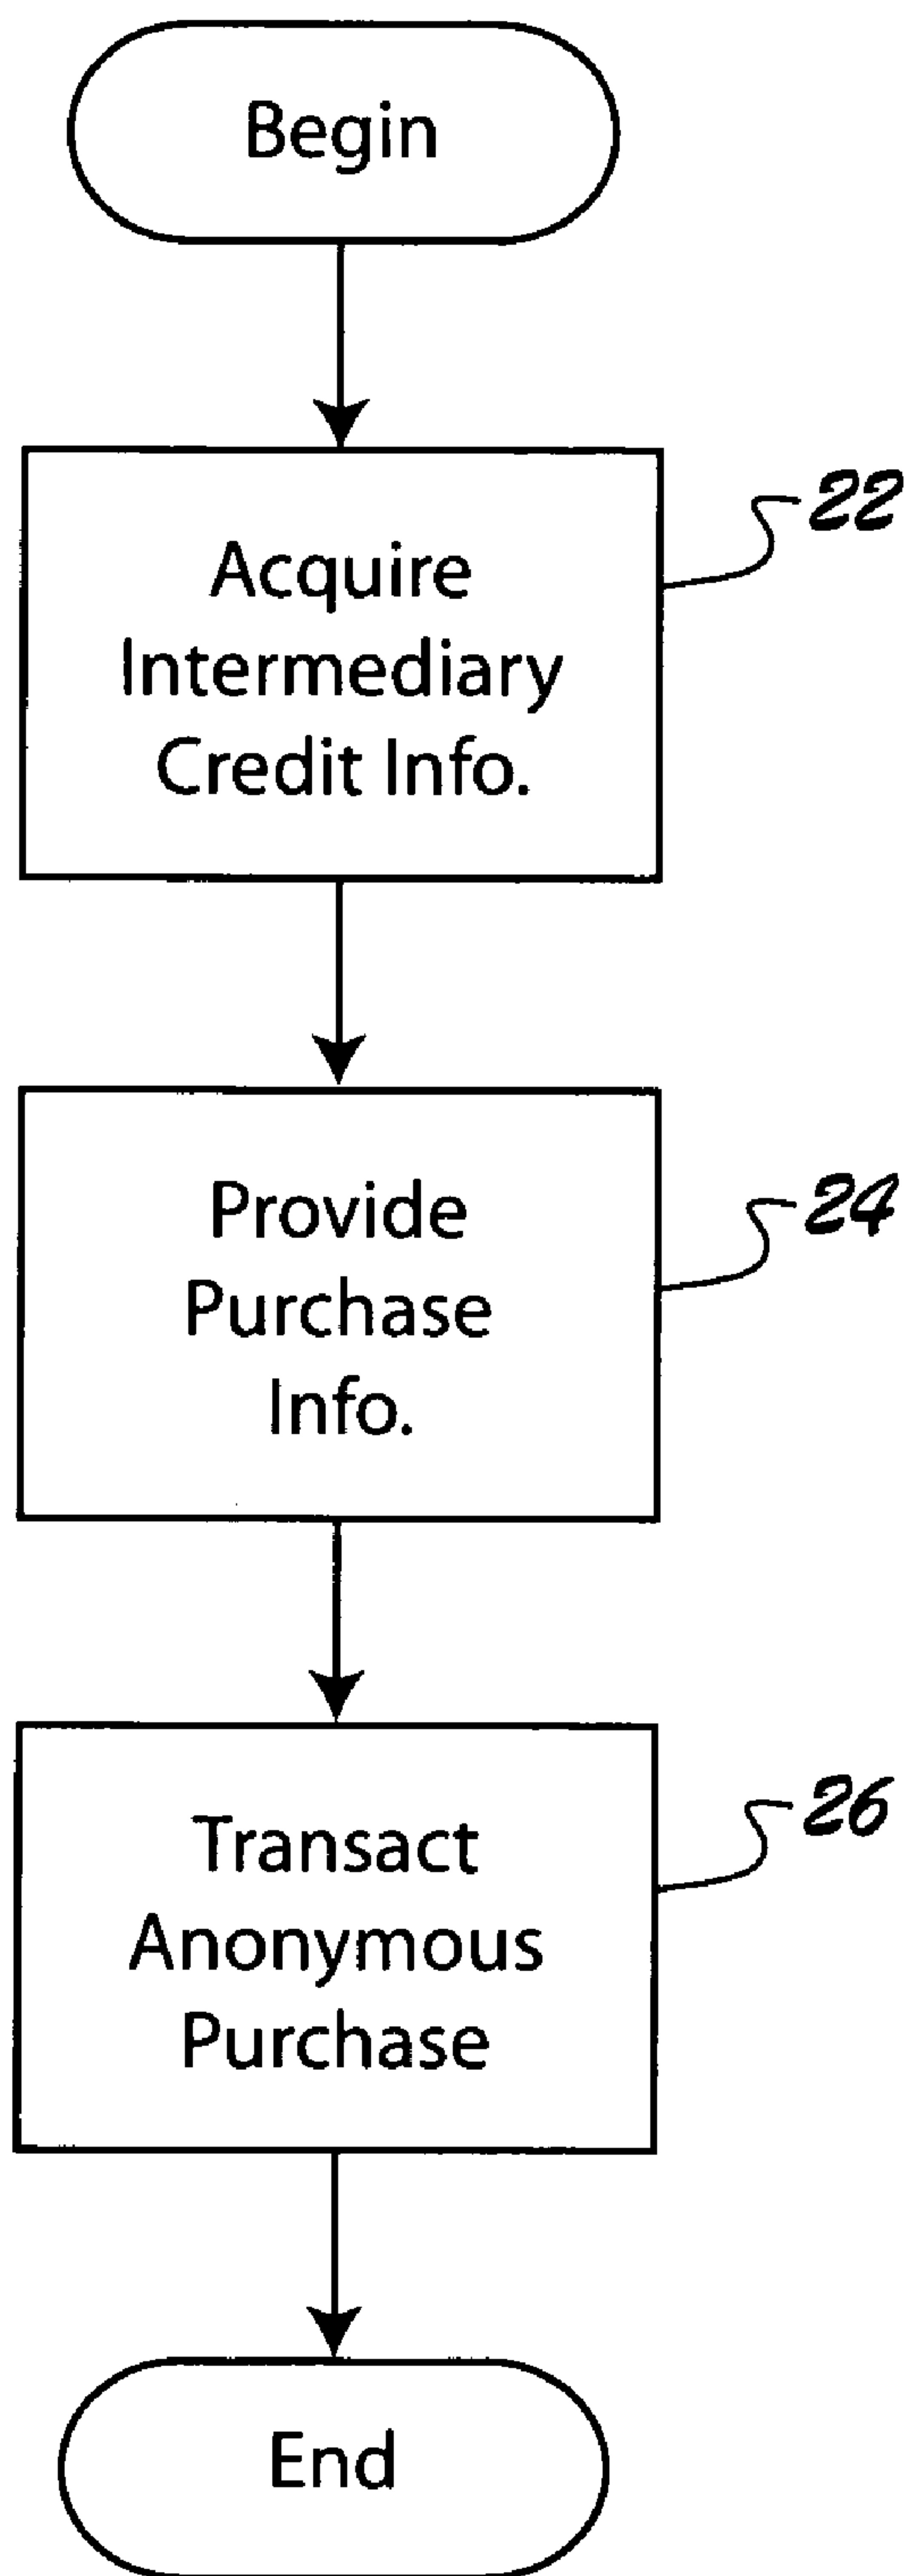 Begin
Acquire
Intermediary
Credit Info.
22
Provide
Purchase
Info.
24
Transact
Anonymous
Purchase
26
End